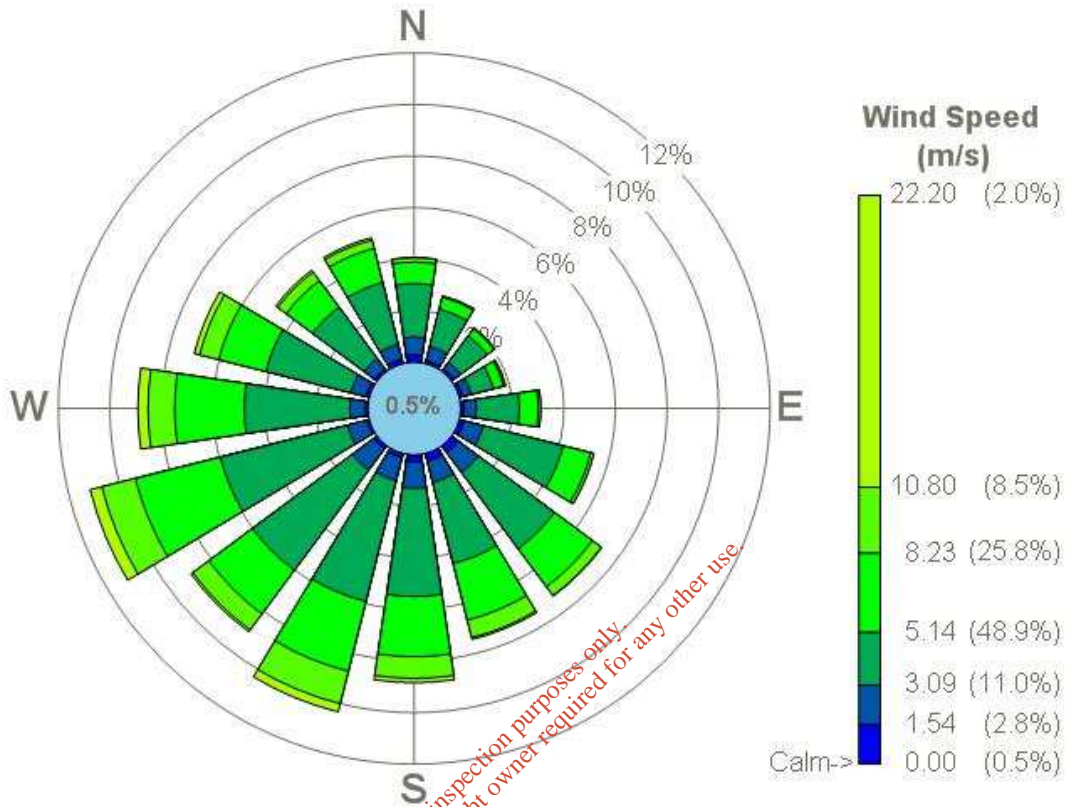 N
12%
10%
8%
6%
4%
W
0.5%
E
S
Wind Speed
(m/s)
22.20 (2.0%)
10.80 (8.5%)
8.23 (25.8%)
5.14 (48.9%)
3.09 (11.0%)
1.54 (2.8%)
Calm-> 0.00 (0.5%)
inspection purposes only.
owner required for any other use.